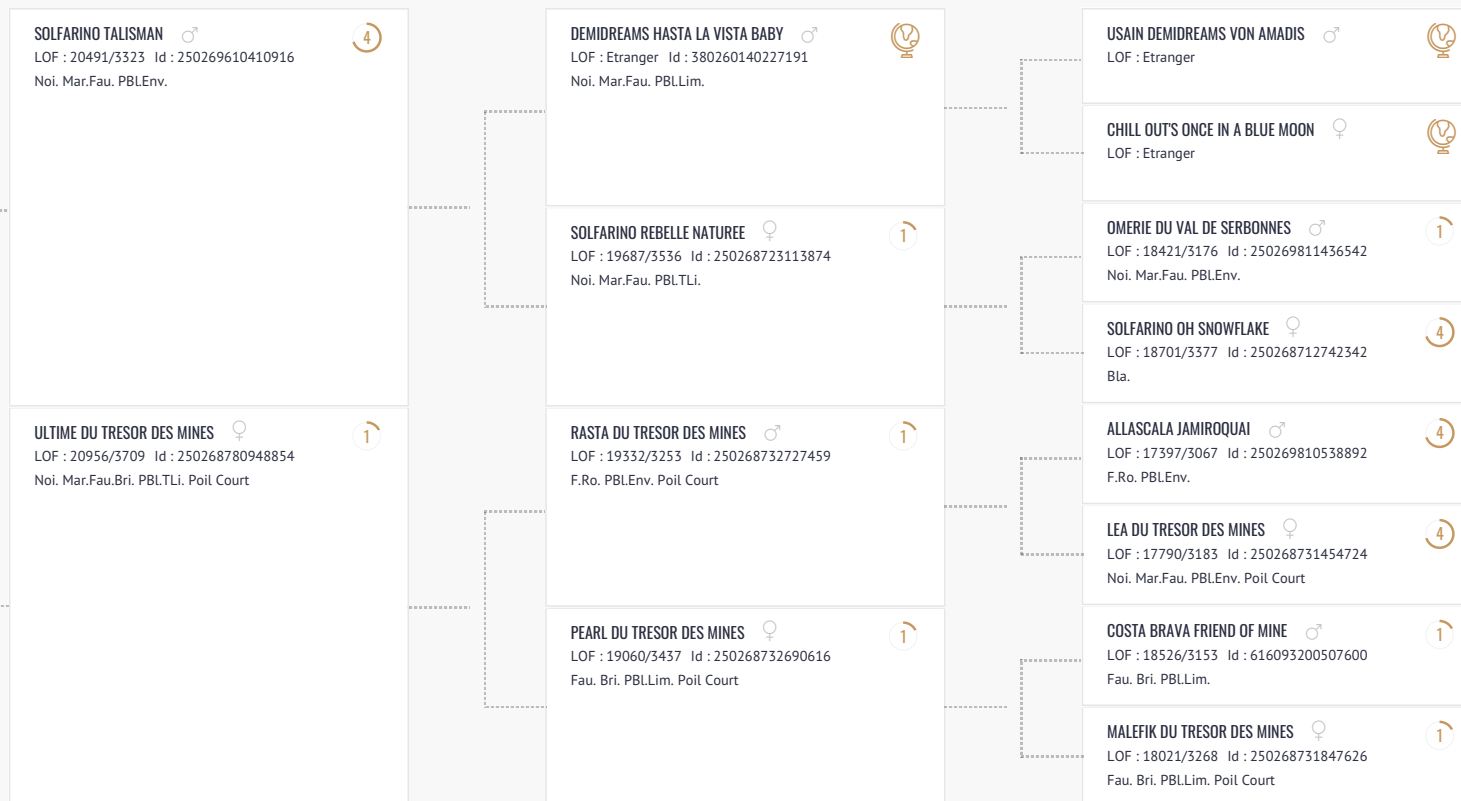 SOLFARINO TALISMAN ♂ 4
LOF : 20491/3323 Id : 250269610410916
Noi. Mar.Fau. PBl.Env.
ULTIME DU TRESOR DES MINES ♀ 1
LOF : 20956/3709 Id : 250268780948854
Noi. Mar.Fau.Bri. PBl.TLi. Poil Court
DEMIDREAMS HASTA LA VISTA BABY ♂
LOF : Etranger Id : 380260140227191
Noi. Mar.Fau. PBl.Lim.
SOLFARINO REBELLE NATUREE ♀ 1
LOF : 19687/3536 Id : 250268723113874
Noi. Mar.Fau. PBl.TLi.
RASTA DU TRESOR DES MINES ♂ 1
LOF : 19332/3253 Id : 250268732727459
F.Ro. PBl.Env. Poil Court
PEARL DU TRESOR DES MINES ♀ 1
LOF : 19060/3437 Id : 250268732690616
Fau. Bri. PBl.Lim. Poil Court
USAIN DEMIDREAMS VON AMADIS ♂
LOF : Etranger
CHILL OUT'S ONCE IN A BLUE MOON ♀
LOF : Etranger
OMERIE DU VAL DE SERBONNES ♂ 1
LOF : 18421/3176 Id : 250269811436542
Noi. Mar.Fau. PBl.Env.
SOLFARINO OH SNOWFLAKE ♀ 4
LOF : 18701/3377 Id : 250268712742342
Bla.
ALLASCALA JAMIROQUAI ♂ 4
LOF : 17397/3067 Id : 250269810538892
F.Ro. PBl.Env.
LEA DU TRESOR DES MINES ♀ 4
LOF : 17790/3183 Id : 250268731454724
Noi. Mar.Fau. PBl.Env. Poil Court
COSTA BRAVA FRIEND OF MINE ♂ 1
LOF : 18526/3153 Id : 616093200507600
Fau. Bri. PBl.Lim.
MALEFIK DU TRESOR DES MINES ♀ 1
LOF : 18021/3268 Id : 250268731847626
Fau. Bri. PBl.Lim. Poil Court